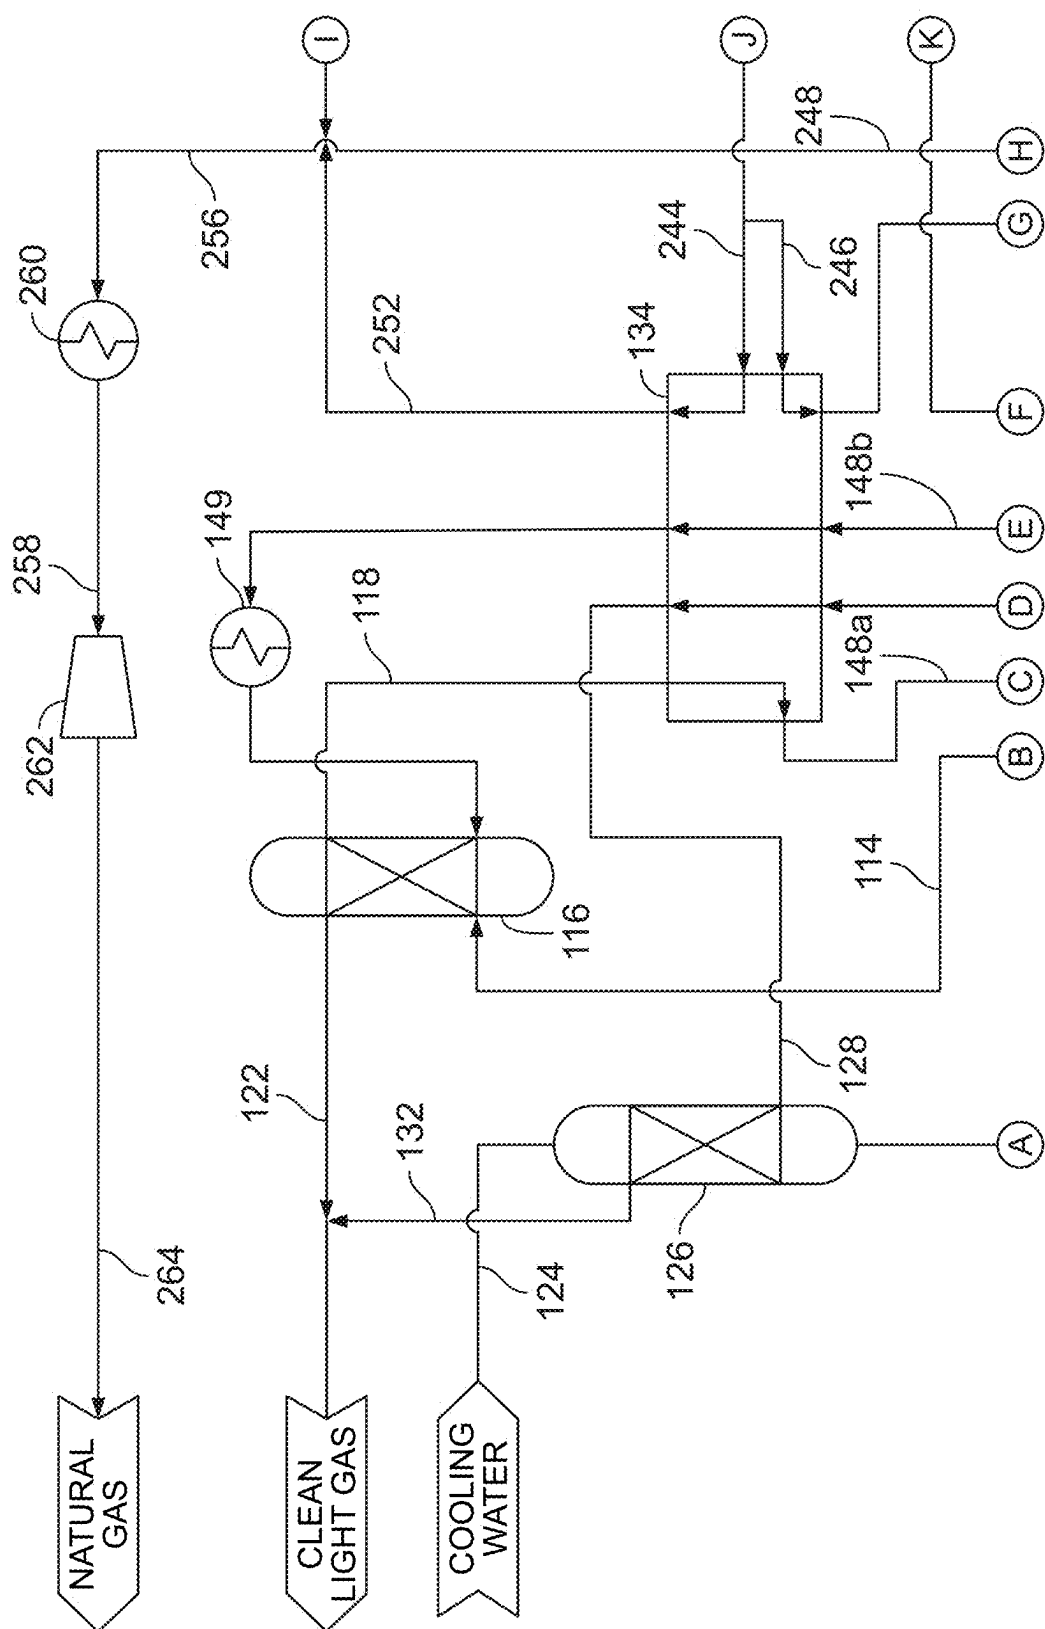 NATURAL
GAS
264
262
258
260
256
CLEAN
LIGHT GAS
122
132
149
118
252
I
COOLING
WATER
124
126
128
116
134
244
246
J
248
K
114
148a
148b
A
B
C
D
E
F
G
H